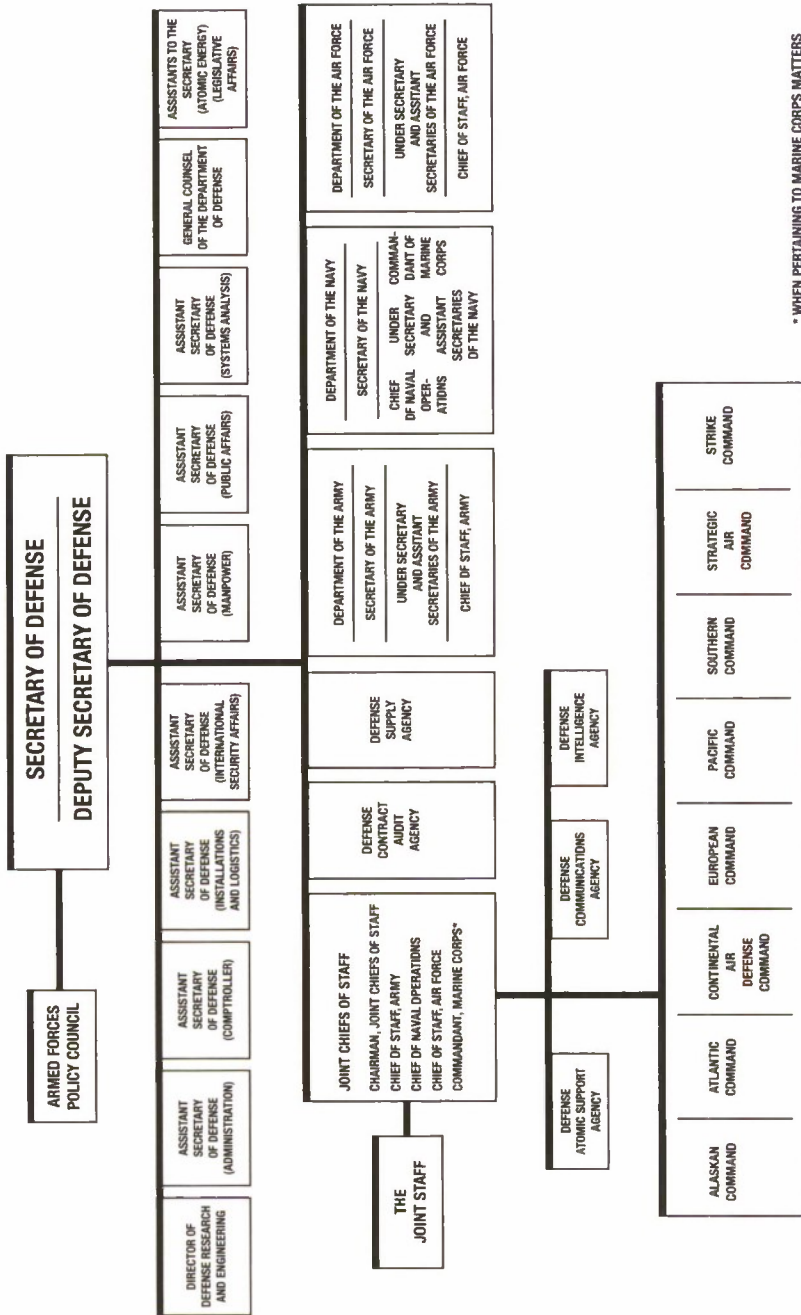 SECRETARY OF DEFENSE
DEPUTY SECRETARY OF DEFENSE
ARMED FORCES
POLICY COUNCIL
DIRECTOR OF
DEFENSE RESEARCH
AND ENGINEERING
ASSISTANT
SECRETARY
OF DEFENSE
(ADMINISTRATION)
ASSISTANT
SECRETARY
OF DEFENSE
(COMPTROLLER)
ASSISTANT
SECRETARY
OF DEFENSE
(INSTALLATIONS
AND LOGISTICS)
ASSISTANT
SECRETARY
OF DEFENSE
(INTERNATIONAL
SECURITY AFFAIRS)
ASSISTANT
SECRETARY
OF DEFENSE
(MANPOWER)
ASSISTANT
SECRETARY
OF DEFENSE
(PUBLIC AFFAIRS)
ASSISTANT
SECRETARY
OF DEFENSE
(SYSTEMS ANALYSIS)
GENERAL COUNSEL
OF THE DEPARTMENT
OF DEFENSE
ASSISTANTS TO THE
SECRETARY
(ATOMIC ENERGY)
(LEGISLATIVE
AFFAIRS)
THE
JOINT STAFF
JOINT CHIEFS OF STAFF
CHAIRMAN, JOINT CHIEFS OF STAFF
CHIEF OF STAFF, ARMY
CHIEF OF NAVAL OPERATIONS
CHIEF OF STAFF, AIR FORCE
COMMANDANT, MARINE CORPS*
DEFENSE
CONTRACT
AUDIT
AGENCY
DEFENSE
SUPPLY
AGENCY
DEPARTMENT OF THE ARMY
SECRETARY OF THE ARMY
UNDER SECRETARY
AND ASSITANT
SECRETARIES OF THE ARMY
CHIEF OF STAFF, ARMY
DEPARTMENT OF THE NAVY
SECRETARY OF THE NAVY
CHIEF
OF NAVAL
OPER-
ATIONS
UNDER
SECRETARY
AND
ASSISTANT
SECRETARIES
OF THE NAVY
COMMAN-
DANT OF
MARINE
CORPS
DEPARTMENT OF THE AIR FORCE
SECRETARY OF THE AIR FORCE
UNDER SECRETARY
AND ASSITANT
SECRETARIES OF THE AIR FORCE
CHIEF OF STAFF, AIR FORCE
DEFENSE
ATOMIC SUPPORT
AGENCY
DEFENSE
COMMUNICATIONS
AGENCY
DEFENSE
INTELLIGENCE
AGENCY
ALASKAN
COMMAND
ATLANTIC
COMMAND
CONTINENTAL
AIR
DEFENSE
COMMAND
EUROPEAN
COMMAND
PACIFIC
COMMAND
SOUTHERN
COMMAND
STRATEGIC
AIR
COMMAND
STRIKE
COMMAND
* WHEN PERTAINING TO MARINE CORPS MATTERS